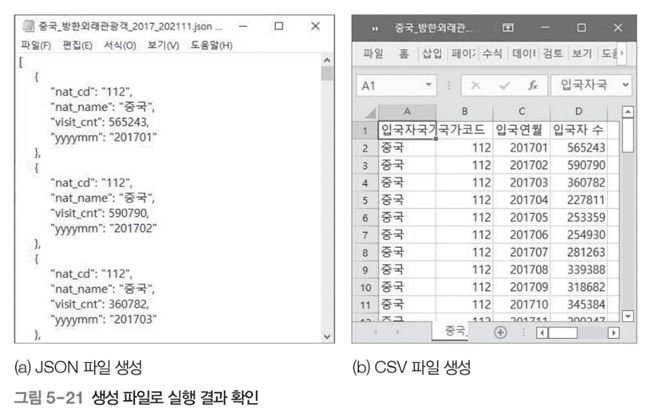 중국_방한외래관광객_2017_202111.json ...
파일(F) 편집(E) 서식(O) 보기(V) 도움말(H)
[
{
"nat_cd": "112",
"nat_name": "중국",
"visit_cnt": 565243,
"yyyymm": "201701"
},
{
"nat_cd": "112",
"nat_name": "중국",
"visit_cnt": 590790,
"yyyymm": "201702"
},
{
"nat_cd": "112",
"nat_name": "중국",
"visit_cnt": 360782,
"yyyymm": "201703"
},
(a) JSON 파일 생성
중국_방한외래관광객...
파일 홈 삽입 페이지 수식 데이터 검토 보기
A1 fx 입국자국
A B C D
1 입국자국가 국가코드 입국연월 입국자 수
2 중국 112 201701 565243
3 중국 112 201702 590790
4 중국 112 201703 360782
5 중국 112 201704 227811
6 중국 112 201705 253359
7 중국 112 201706 254930
8 중국 112 201707 281263
9 중국 112 201708 339388
10 중국 112 201709 318682
11 중국 112 201710 345384
중국_
(b) CSV 파일 생성
그림 5-21 생성 파일로 실행 결과 확인